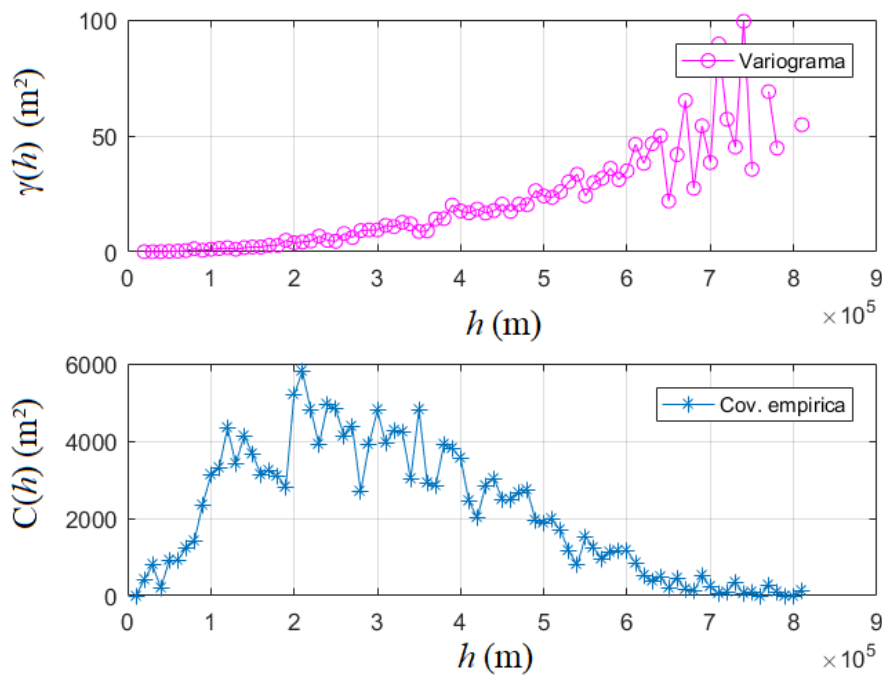 100
50
0
γ(h) (m²)
Variograma
0 1 2 3 4 5 6 7 8 9
×10⁵
h (m)
6000
4000
2000
0
C(h) (m²)
Cov. empirica
0 1 2 3 4 5 6 7 8 9
×10⁵
h (m)